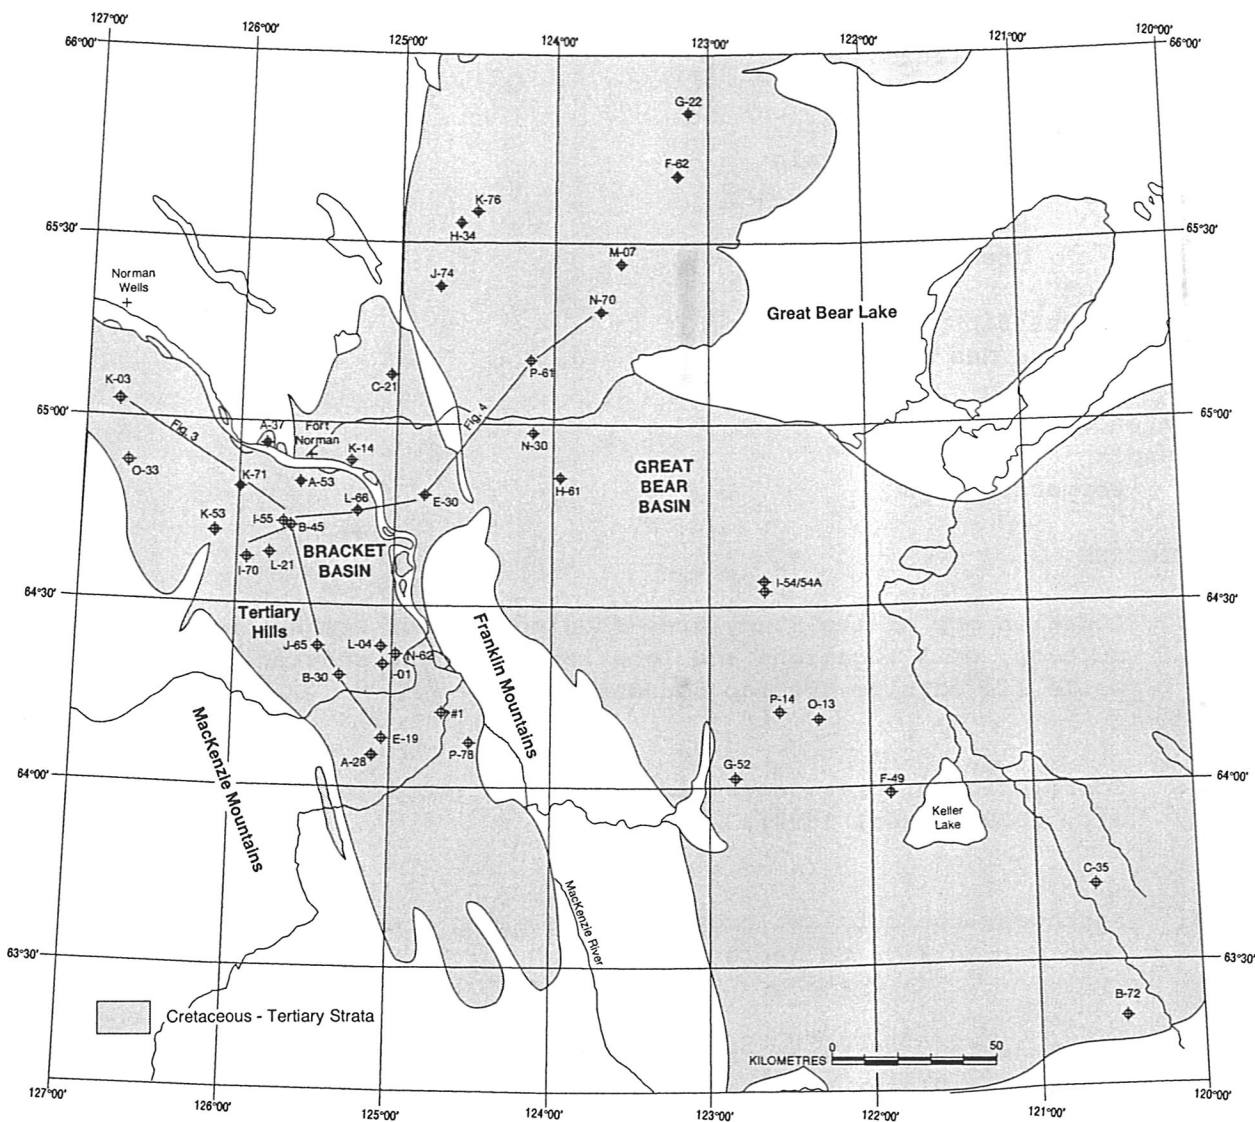 127°00'
126°00'
125°00'
124°00'
123°00'
122°00'
121°00'
120°00'
66°00'
66°00'
G-22
F-62
K-76
H-34
65°30'
65°30'
M-07
J-74
Norman
Wells
N-70
Great Bear Lake
P-61
K-03
C-21
Fig. 4
65°00'
65°00'
Fig. 3
A-37
Fort
Norman
K-14
N-30
O-33
K-71
A-53
H-61
GREAT
BEAR
BASIN
L-66
E-30
K-53
I-55
B-45
BRACKET
BASIN
I-70
L-21
I-54/54A
64°30'
64°30'
Tertiary
Hills
J-65
L-04
N-62
I-01
B-30
Franklin Mountains
P-14
O-13
#1
MacKenzie Mountains
E-19
A-28
P-78
G-52
F-49
64°00'
64°00'
Keller
Lake
C-35
MacKenzie River
63°30'
63°30'
B-72
Cretaceous - Tertiary Strata
KILOMETRES
0
50
127°00'
126°00'
125°00'
124°00'
123°00'
122°00'
121°00'
120°00'